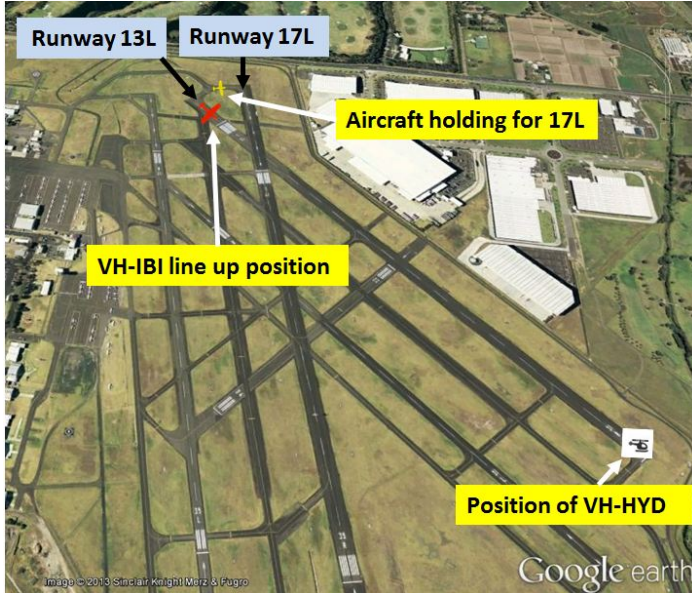 Runway 13L
Runway 17L
Aircraft holding for 17L
VH-IBI line up position
Position of VH-HYD
Image © 2013 Sinclair Knight Merz & Fugro
Google earth